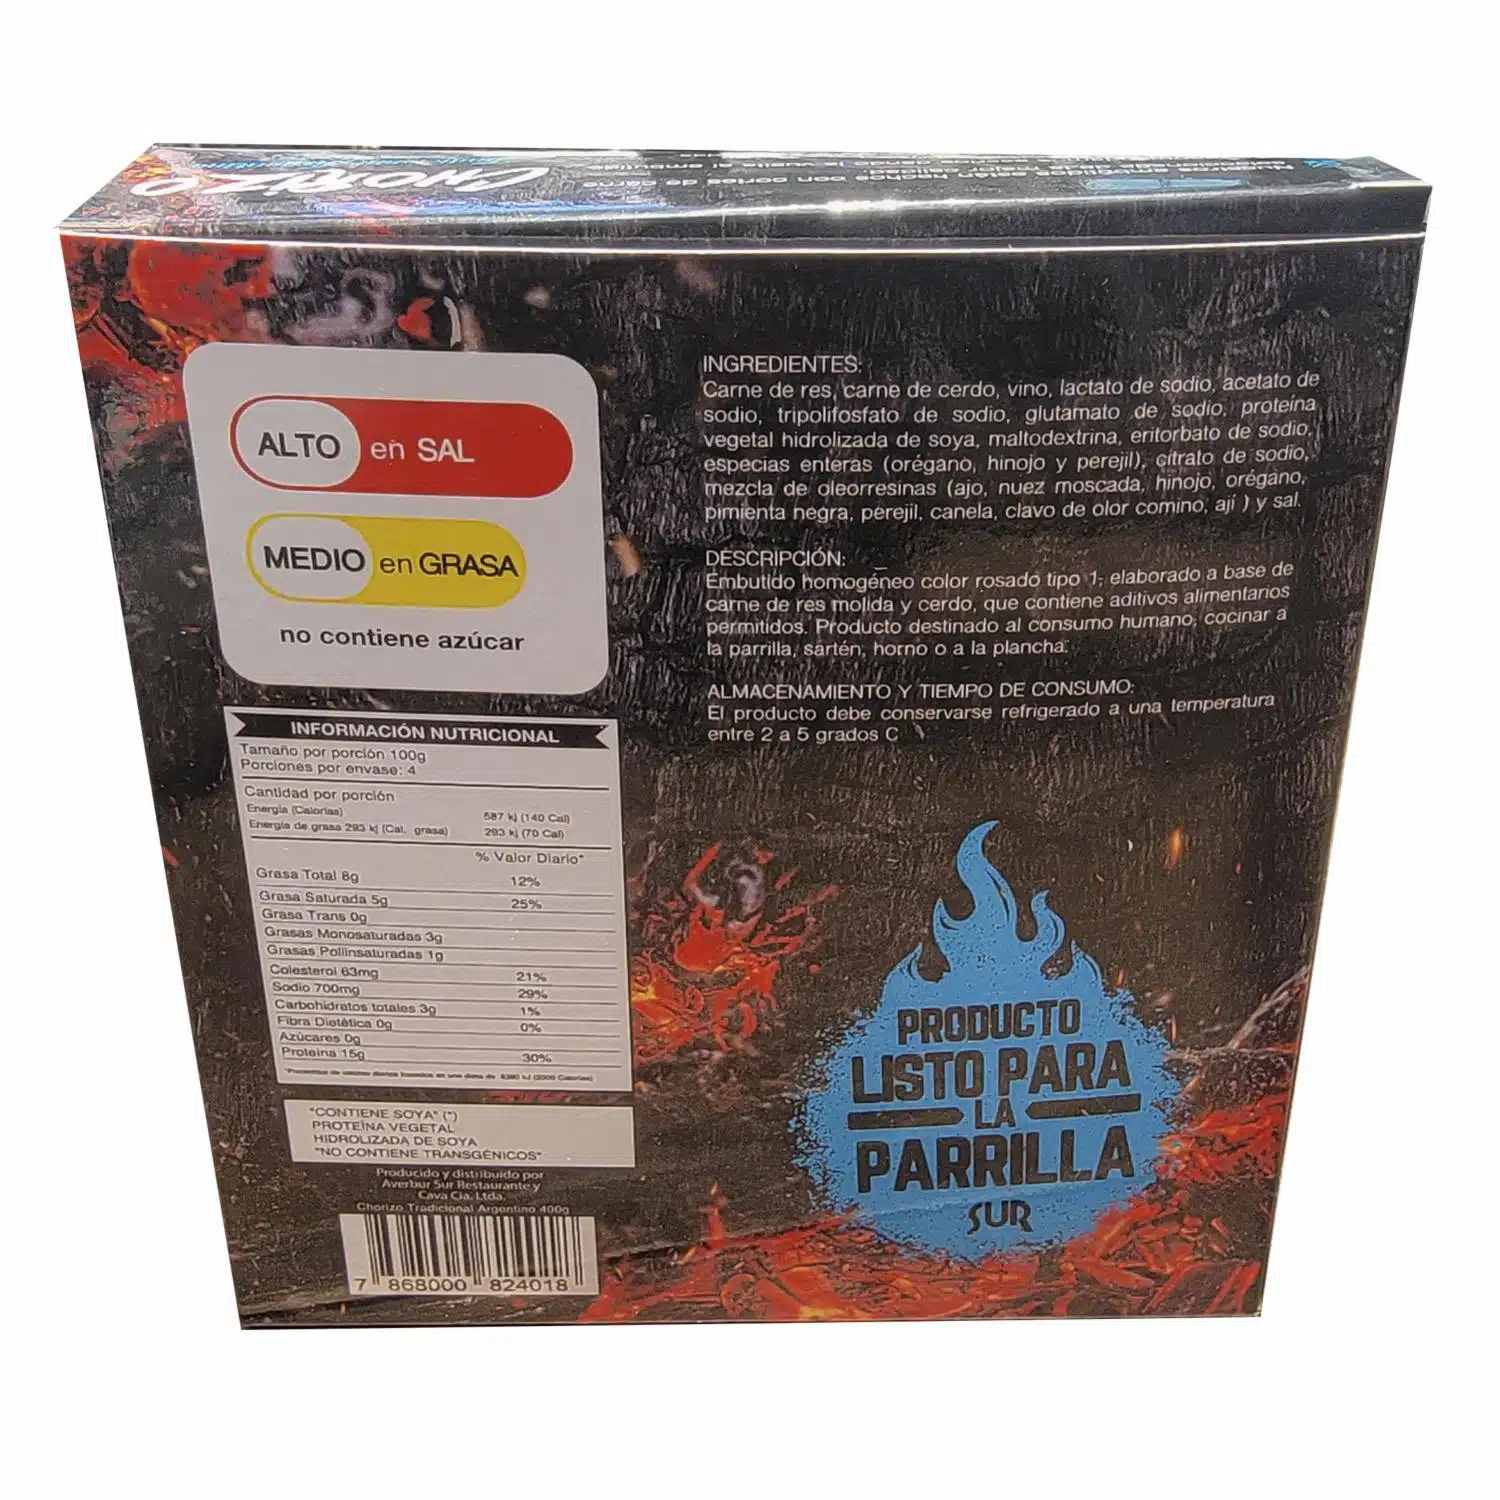 CHORIZO
ALTO en SAL
MEDIO en GRASA
no contiene azúcar
INFORMACIÓN NUTRICIONAL
Tamaño por porción 100g
Porciones por envase: 4
Cantidad por porción
Energía (Calorías) 587 kj (140 Cal)
Energía de grasa 293 kj (Cal. grasa) 293 kj (70 Cal)
% Valor Diario*
Grasa Total 8g 12%
Grasa Saturada 5g 25%
Grasa Trans 0g
Grasas Monosaturadas 3g
Grasas Poliinsaturadas 1g
Colesterol 63mg 21%
Sodio 700mg 29%
Carbohidratos totales 3g 1%
Fibra Dietética 0g 0%
Azúcares 0g
Proteína 15g 30%
"CONTIENE SOYA" (*)
PROTEÍNA VEGETAL
HIDROLIZADA DE SOYA
"NO CONTIENE TRANSGÉNICOS"
Producido y distribuido por
Averbur Sur Restaurante y
Cava Cia. Ltda.
Chorizo Tradicional Argentino 400g
7 868000 824018
INGREDIENTES:
Carne de res, carne de cerdo, vino, lactato de sodio, acetato de
sodio, tripolifosfato de sodio, glutamato de sodio, proteína
vegetal hidrolizada de soya, maltodextrina, eritorbato de sodio,
especias enteras (orégano, hinojo y perejil), citrato de sodio,
mezcla de oleorresinas (ajo, nuez moscada, hinojo, orégano,
pimienta negra, perejil, canela, clavo de olor comino, ají ) y sal.
DESCRIPCIÓN:
Embutido homogéneo color rosado tipo 1, elaborado a base de
carne de res molida y cerdo, que contiene aditivos alimentarios
permitidos. Producto destinado al consumo humano, cocinar a
la parrilla, sartén, horno o a la plancha.
ALMACENAMIENTO Y TIEMPO DE CONSUMO:
El producto debe conservarse refrigerado a una temperatura
entre 2 a 5 grados C
PRODUCTO
LISTO PARA
LA
PARRILLA
SUR